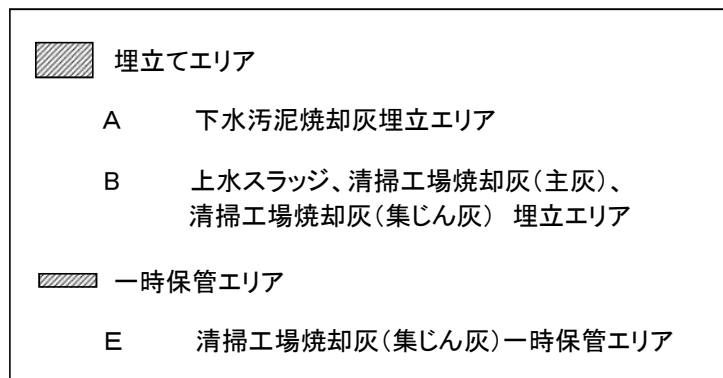 埋立てエリア
A 下水汚泥焼却灰埋立エリア
B 上水スラッジ、清掃工場焼却灰(主灰)、
清掃工場焼却灰(集じん灰) 埋立エリア
一時保管エリア
E 清掃工場焼却灰(集じん灰)一時保管エリア